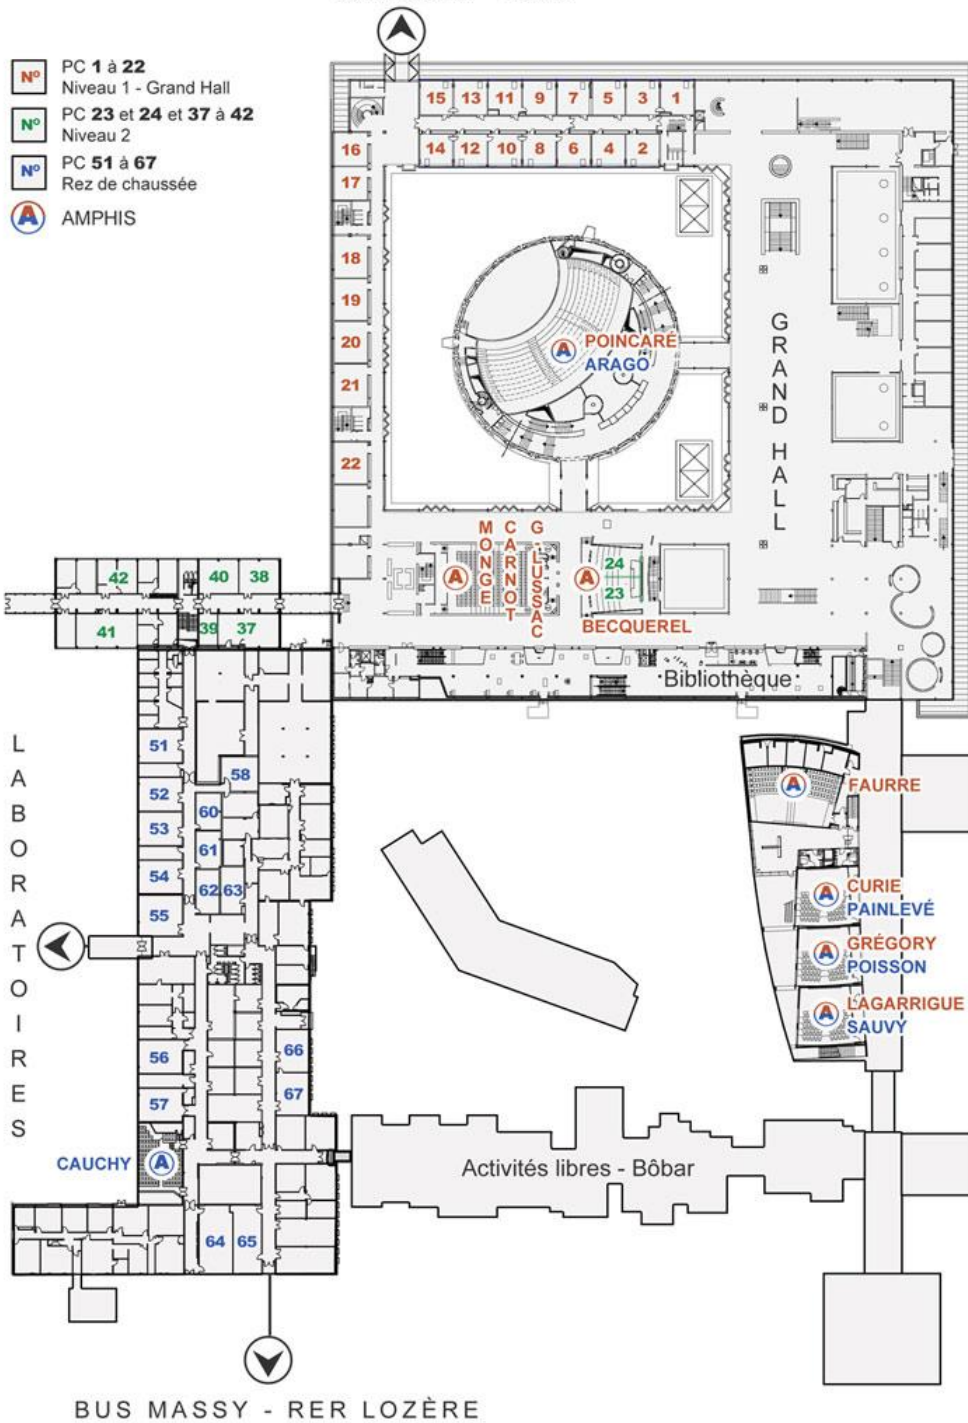 Nº PC 1 à 22
Niveau 1 - Grand Hall
Nº PC 23 et 24 et 37 à 42
Niveau 2
Nº PC 51 à 67
Rez de chaussée
A AMPHIS
15 13 11 9 7 5 3 1
14 12 10 8 6 4 2
16
17
18
19
20
21
22
A POINCARÉ
ARAGO
GRAND HALL
A MONGE
CARNOT
G-LUSSAC
A
24
23
BECQUEREL
42 40 38
41 39 37
Bibliothèque
LABORATOIRES
51
52
53
54
55
56
57
58
60
61
62 63
66
67
A FAURRE
A CURIE
PAINLEVÉ
A GRÉGORY
POISSON
A LAGARRIGUE
SAUVY
CAUCHY A
Activités libres - Bôbar
64 65
BUS MASSY - RER LOZÈRE